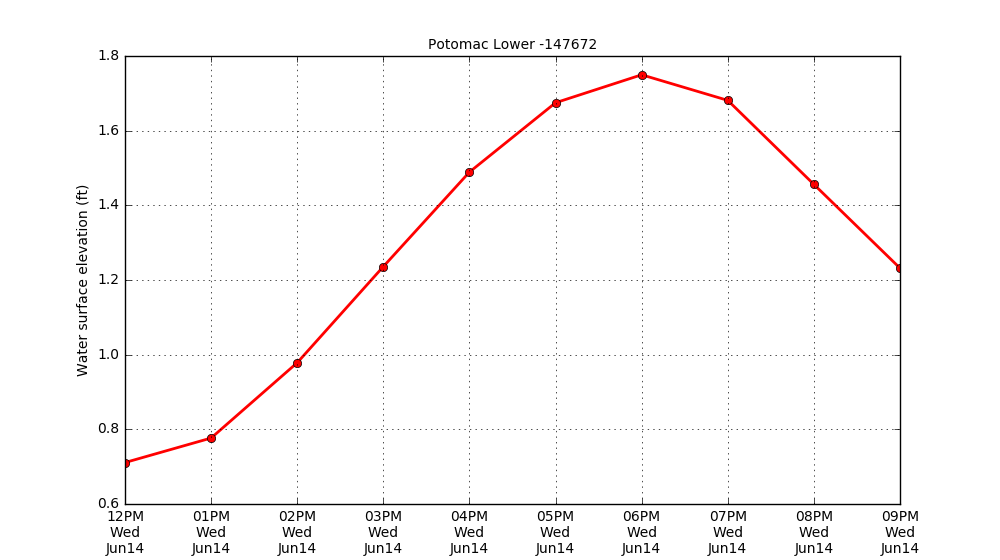 Potomac Lower -147672
Water surface elevation (ft)
1.8
1.6
1.4
1.2
1.0
0.8
0.6
12PM 01PM 02PM 03PM 04PM 05PM 06PM 07PM 08PM 09PM
Wed Wed Wed Wed Wed Wed Wed Wed Wed Wed
Jun14 Jun14 Jun14 Jun14 Jun14 Jun14 Jun14 Jun14 Jun14 Jun14